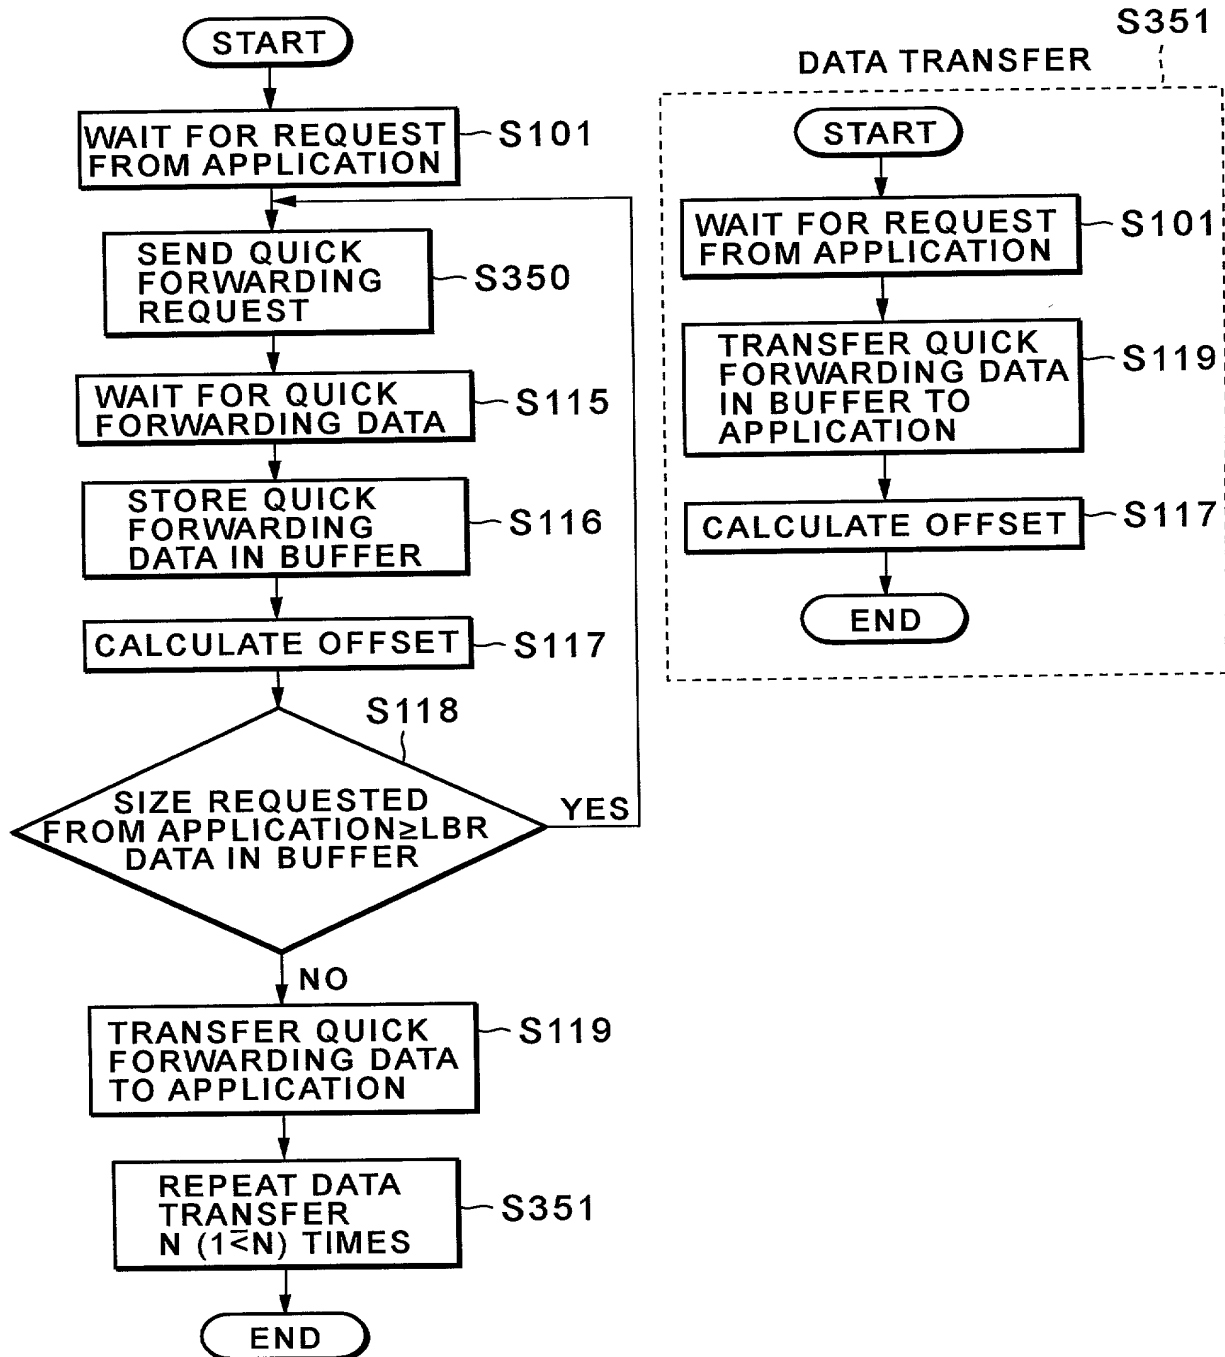 START
WAIT FOR REQUEST
FROM APPLICATION
S101
SEND QUICK
FORWARDING
REQUEST
S350
WAIT FOR QUICK
FORWARDING DATA
S115
STORE QUICK
FORWARDING
DATA IN BUFFER
S116
CALCULATE OFFSET
S117
S118
SIZE REQUESTED
FROM APPLICATION≥LBR
DATA IN BUFFER
YES
NO
TRANSFER QUICK
FORWARDING DATA
TO APPLICATION
S119
REPEAT DATA
TRANSFER
N (1≦N) TIMES
S351
END
S351
DATA TRANSFER
START
WAIT FOR REQUEST
FROM APPLICATION
S101
TRANSFER QUICK
FORWARDING DATA
IN BUFFER TO
APPLICATION
S119
CALCULATE OFFSET
S117
END